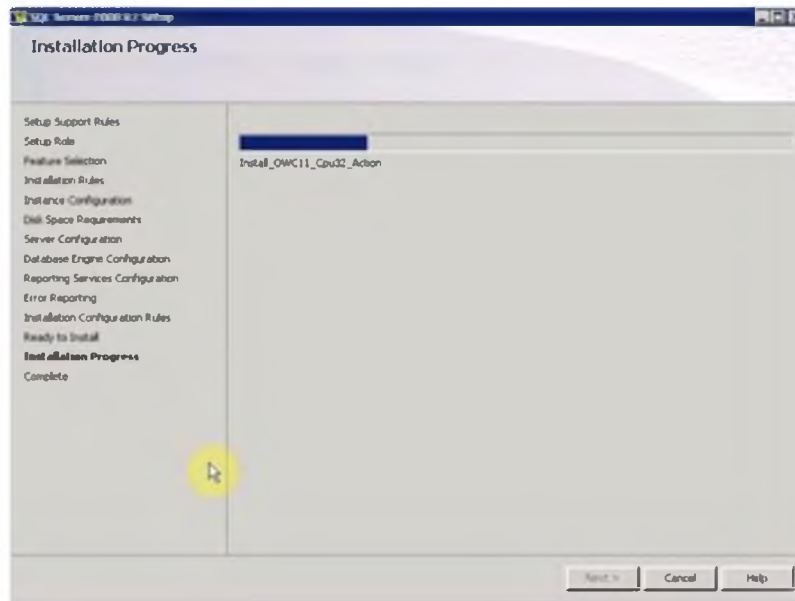 SQL Server 2008 R2 Setup
Installation Progress
Setup Support Rules
Setup Role
Feature Selection
Installation Rules
Instance Configuration
Disk Space Requirements
Server Configuration
Database Engine Configuration
Reporting Services Configuration
Error Reporting
Installation Configuration Rules
Ready to Install
Installation Progress
Complete
Install_OWC11_Cpu32_Action
Next >
Cancel
Help